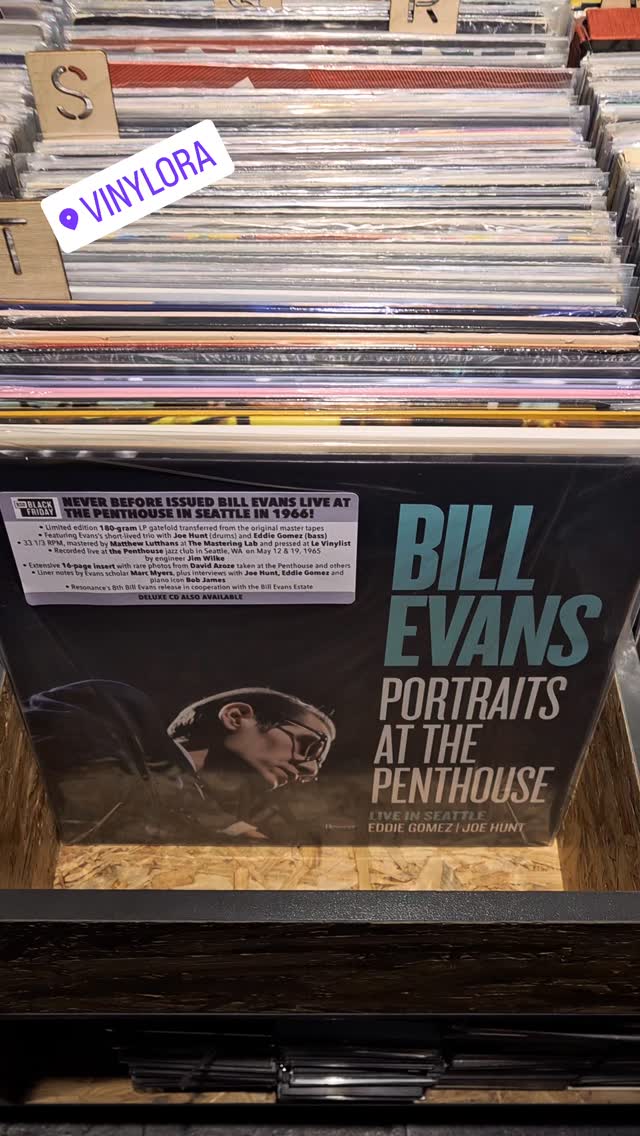 R
S
VINYLORA
T
RSD BLACK FRIDAY
NEVER BEFORE ISSUED BILL EVANS LIVE AT
THE PENTHOUSE IN SEATTLE IN 1966!
• Limited edition 180-gram LP gatefold transferred from the original master tapes
• Featuring Evans's short-lived trio with Joe Hunt (drums) and Eddie Gomez (bass)
• 33 1/3 RPM, mastered by Matthew Lutthans at The Mastering Lab and pressed at Le Vinylist
• Recorded live at the Penthouse jazz club in Seattle, WA on May 12 & 19, 1965
by engineer Jim Wilke
• Extensive 16-page insert with rare photos from David Aroze taken at the Penthouse and others
• Liner notes by Evans scholar Marc Myers, plus interviews with Joe Hunt, Eddie Gomez and
piano icon Bob James
• Resonance's 8th Bill Evans release in cooperation with the Bill Evans Estate
DELUXE CD ALSO AVAILABLE
BILL
EVANS
PORTRAITS
AT THE
PENTHOUSE
LIVE IN SEATTLE
EDDIE GOMEZ | JOE HUNT